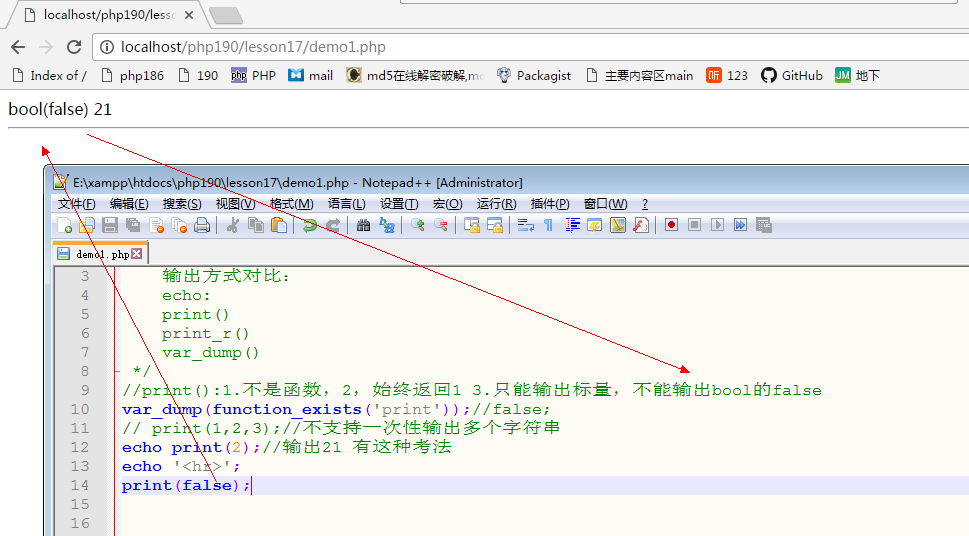 localhost/php190/less
localhost/php190/lesson17/demo1.php
Index of / php186 190 PHP mail md5在线解密破解,mc Packagist 主要内容区main 123 GitHub JM 地下
bool(false) 21
E:\xampp\htdocs\php190\lesson17\demo1.php - Notepad++ [Administrator]
文件(F) 编辑(E) 搜索(S) 视图(V) 格式(M) 语言(L) 设置(T) 宏(O) 运行(R) 插件(P) 窗口(W) ?
demo1.php
3 输出方式对比:
4 echo:
5 print()
6 print_r()
7 var_dump()
8 */
9 //print():1.不是函数，2，始终返回1 3.只能输出标量，不能输出bool的false
10 var_dump(function_exists('print'));//false;
11 // print(1,2,3);//不支持一次性输出多个字符串
12 echo print(2);//输出21 有这种考法
13 echo '<hr>';
14 print(false);
15
16